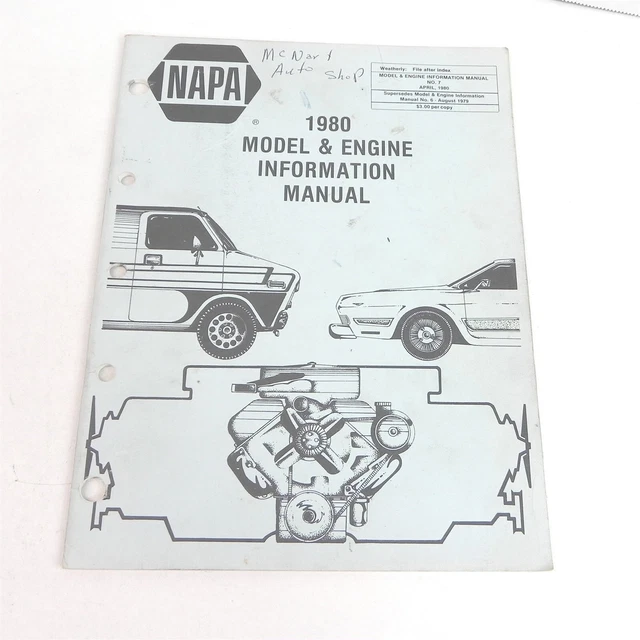 NAPA
®
McNart
Auto Shop
Weatherly: File after index
MODEL & ENGINE INFORMATION MANUAL
NO. 7
APRIL, 1980
Supersedes Model & Engine Information
Manual No. 6 - August 1979
$3.00 per copy
1980
MODEL & ENGINE
INFORMATION
MANUAL